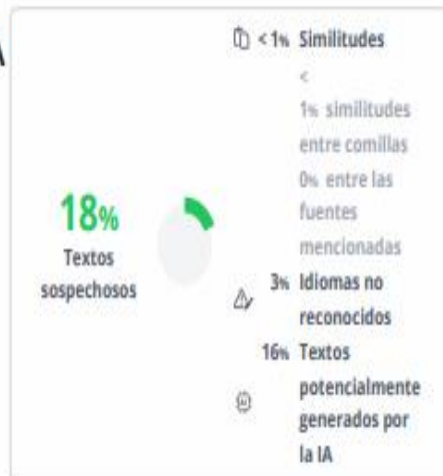 18%
Textos
sospechosos
< 1% Similitudes
<
1% similitudes
entre comillas
0% entre las
fuentes
mencionadas
3% Idiomas no
reconocidos
16% Textos
potencialmente
generados por
la IA